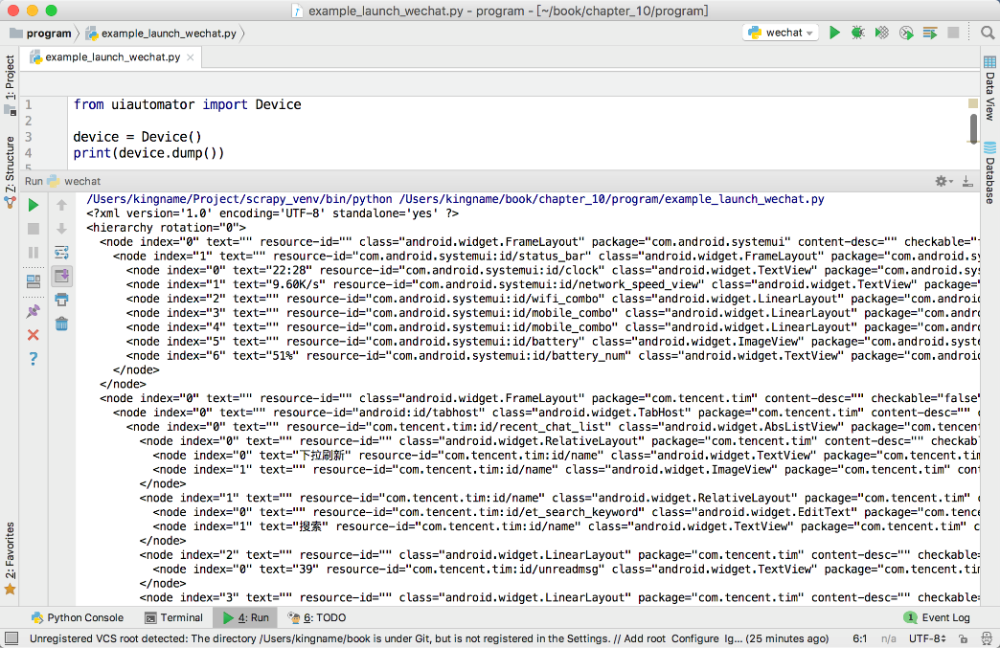 example_launch_wechat.py - program - [~/book/chapter_10/program]
program
example_launch_wechat.py
wechat
example_launch_wechat.py
1: Project
Z: Structure
2: Favorites
Data View
Database
1 from uiautomator import Device
2
3 device = Device()
4 print(device.dump())
5
Run wechat
/Users/kingname/Project/scrapy_venv/bin/python /Users/kingname/book/chapter_10/program/example_launch_wechat.py
<?xml version='1.0' encoding='UTF-8' standalone='yes' ?>
<hierarchy rotation="0">
<node index="0" text="" resource-id="" class="android.widget.FrameLayout" package="com.android.systemui" content-desc="" checkable="
<node index="1" text="" resource-id="com.android.systemui:id/status_bar" class="android.widget.FrameLayout" package="com.android.sy
<node index="0" text="22:28" resource-id="com.android.systemui:id/clock" class="android.widget.TextView" package="com.android.sys
<node index="1" text="9.60K/s" resource-id="com.android.systemui:id/network_speed_view" class="android.widget.TextView" package="
<node index="2" text="" resource-id="com.android.systemui:id/wifi_combo" class="android.widget.LinearLayout" package="com.android
<node index="3" text="" resource-id="com.android.systemui:id/mobile_combo" class="android.widget.LinearLayout" package="com.andro
<node index="4" text="" resource-id="com.android.systemui:id/mobile_combo" class="android.widget.LinearLayout" package="com.andro
<node index="5" text="" resource-id="com.android.systemui:id/battery" class="android.widget.ImageView" package="com.android.syste
<node index="6" text="51%" resource-id="com.android.systemui:id/battery_num" class="android.widget.TextView" package="com.android
</node>
</node>
<node index="0" text="" resource-id="" class="android.widget.FrameLayout" package="com.tencent.tim" content-desc="" checkable="false"
<node index="0" text="" resource-id="android:id/tabhost" class="android.widget.TabHost" package="com.tencent.tim" content-desc="" c
<node index="0" text="" resource-id="com.tencent.tim:id/recent_chat_list" class="android.widget.AbsListView" package="com.tencent
<node index="0" text="" resource-id="" class="android.widget.RelativeLayout" package="com.tencent.tim" content-desc="" checkabl
<node index="0" text="下拉刷新" resource-id="com.tencent.tim:id/name" class="android.widget.TextView" package="com.tencent.tim
<node index="1" text="" resource-id="com.tencent.tim:id/name" class="android.widget.ImageView" package="com.tencent.tim" cont
</node>
<node index="1" text="" resource-id="com.tencent.tim:id/name" class="android.widget.RelativeLayout" package="com.tencent.tim" c
<node index="0" text="" resource-id="com.tencent.tim:id/et_search_keyword" class="android.widget.EditText" package="com.tence
<node index="1" text="搜索" resource-id="com.tencent.tim:id/name" class="android.widget.TextView" package="com.tencent.tim" c
</node>
<node index="2" text="" resource-id="" class="android.widget.LinearLayout" package="com.tencent.tim" content-desc="" checkable=
<node index="0" text="39" resource-id="com.tencent.tim:id/unreadmsg" class="android.widget.TextView" package="com.tencent.tim
</node>
<node index="3" text="" resource-id="" class="android.widget.LinearLayout" package="com.tencent.tim" content-desc="" checkable=
Python Console Terminal 4: Run 6: TODO 1 Event Log
Unregistered VCS root detected: The directory /Users/kingname/book is under Git, but is not registered in the Settings. // Add root Configure Ig... (25 minutes ago) 6:1 n/a UTF-8